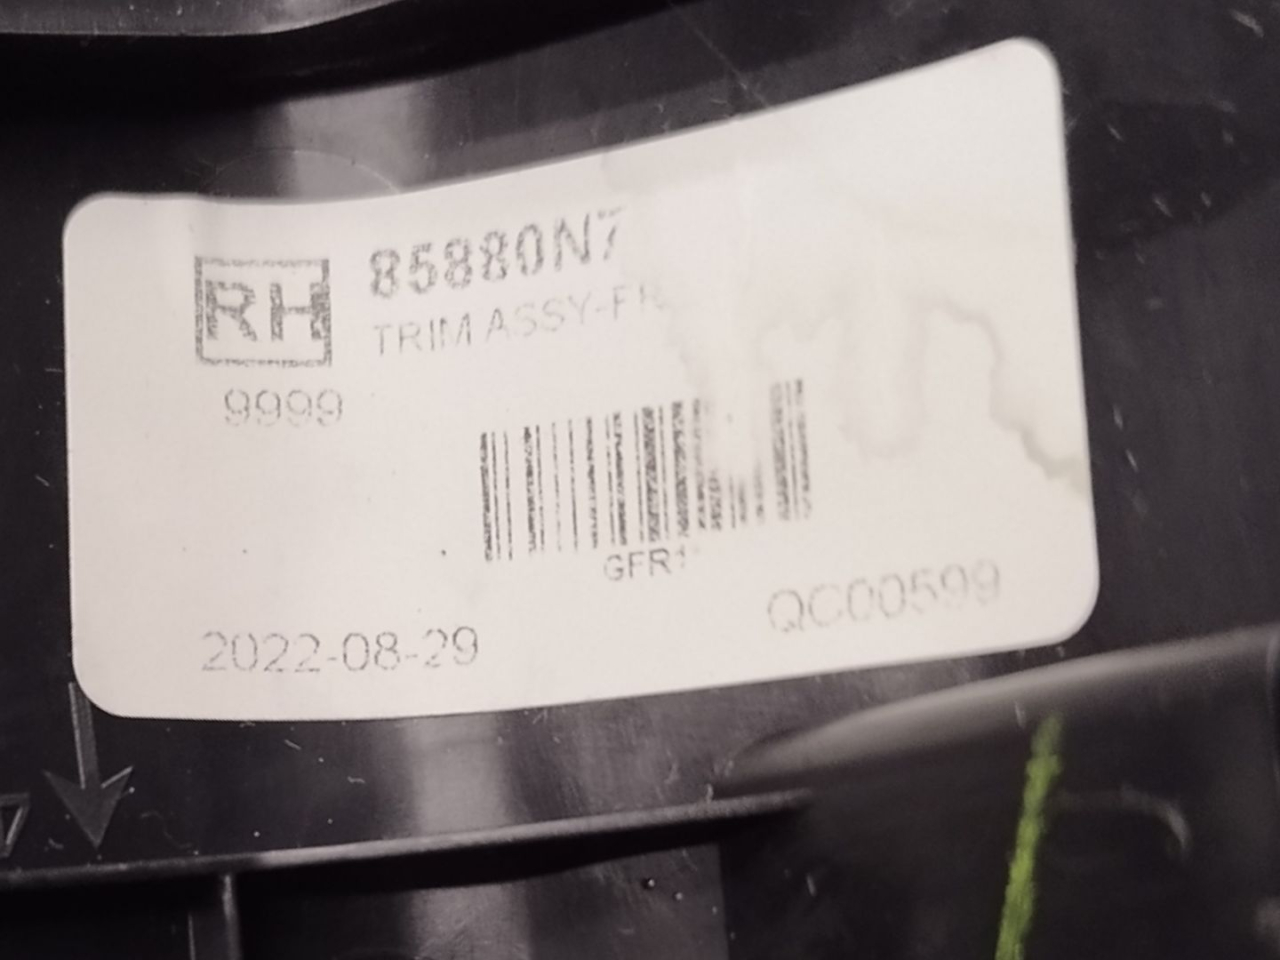 RH
85880N7
TRIM ASSY-FR
9999
GFR1
2022-08-29
QC00599